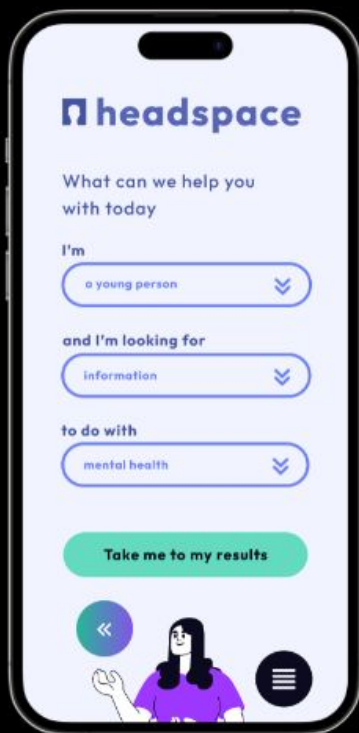 headspace
What can we help you
with today
I'm
a young person
and I'm looking for
information
to do with
mental health
Take me to my results